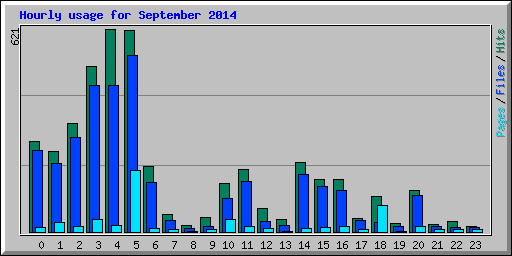 Hourly usage for September 2014
621
Pages/Files/Hits
0 1 2 3 4 5 6 7 8 9 10 11 12 13 14 15 16 17 18 19 20 21 22 23